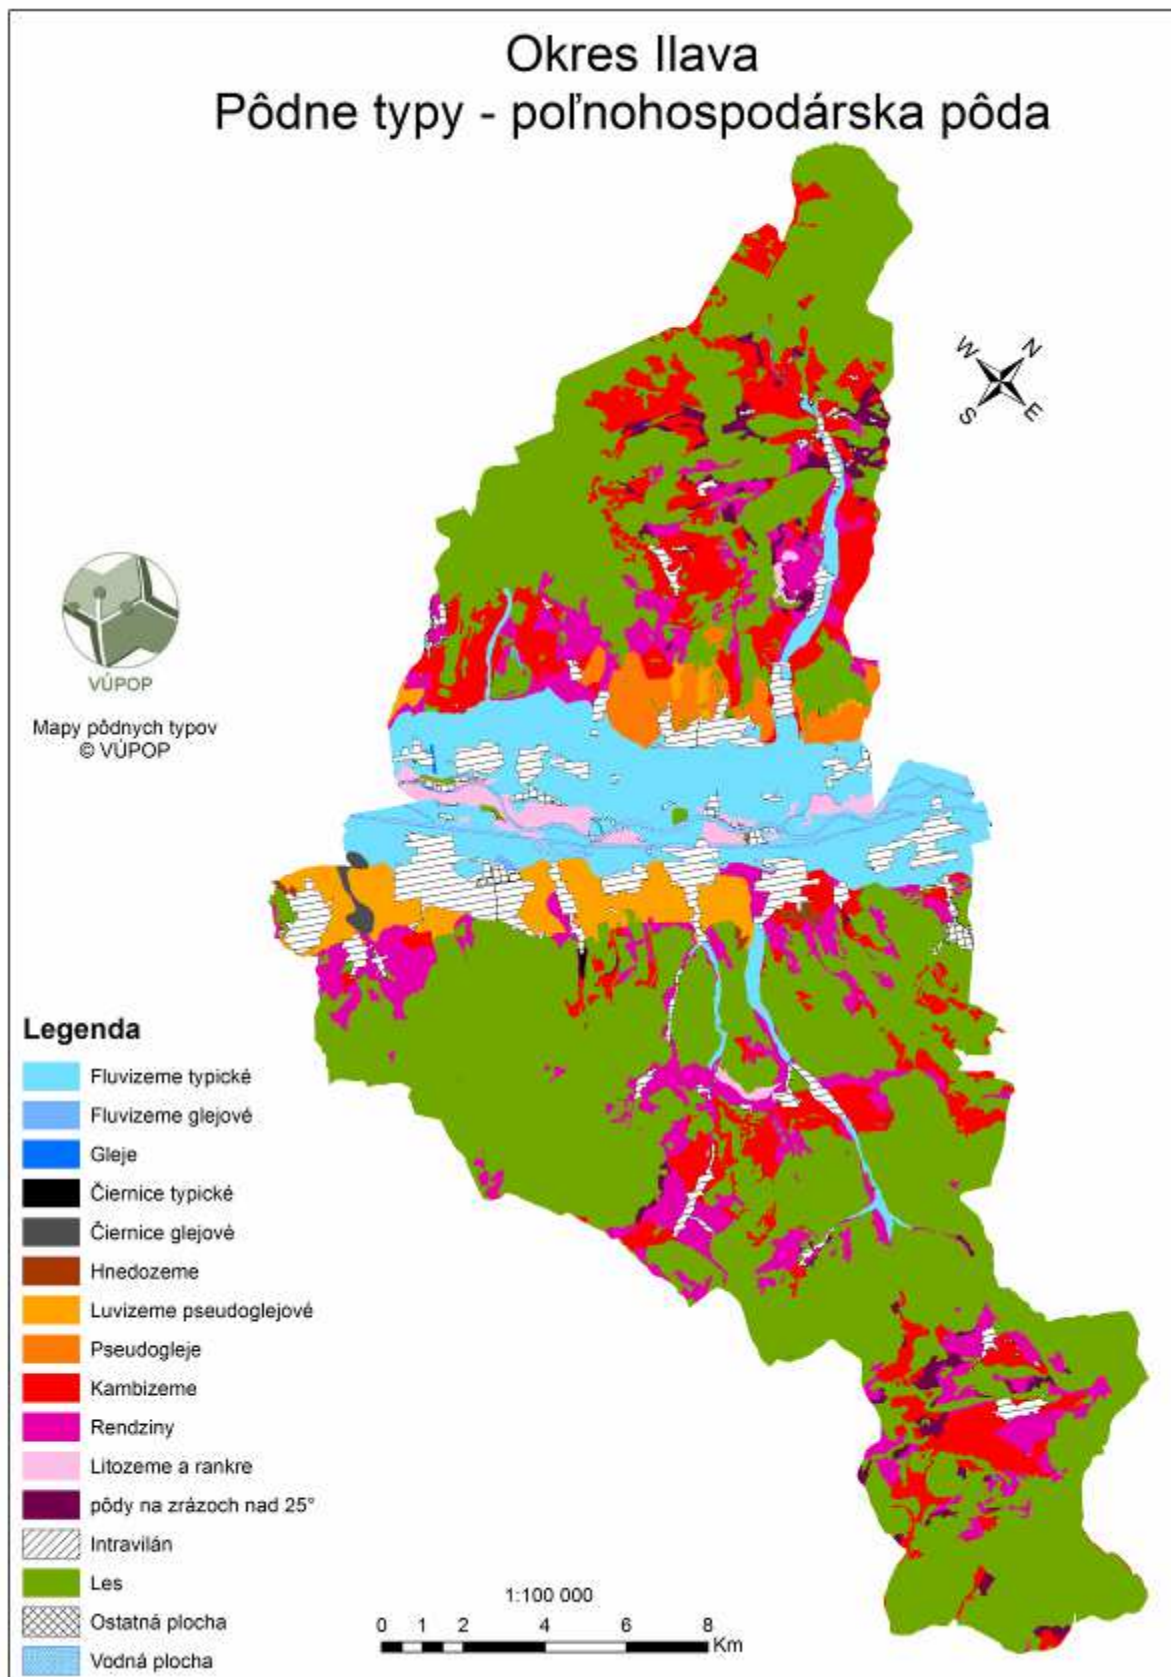 Okres Ilava
Pôdne typy - poľnohospodárska pôda
W
N
S
E
VÚPOP
Mapy pôdnych typov
© VÚPOP
Legenda
Fluvizeme typické
Fluvizeme glejové
Gleje
Čiernice typické
Čiernice glejové
Hnedozeme
Luvizeme pseudoglejové
Pseudogleje
Kambizeme
Rendziny
Litozeme a rankre
pôdy na zrázoch nad 25°
Intravilán
Les
Ostatná plocha
Vodná plocha
1:100 000
0 1 2 4 6 8
Km